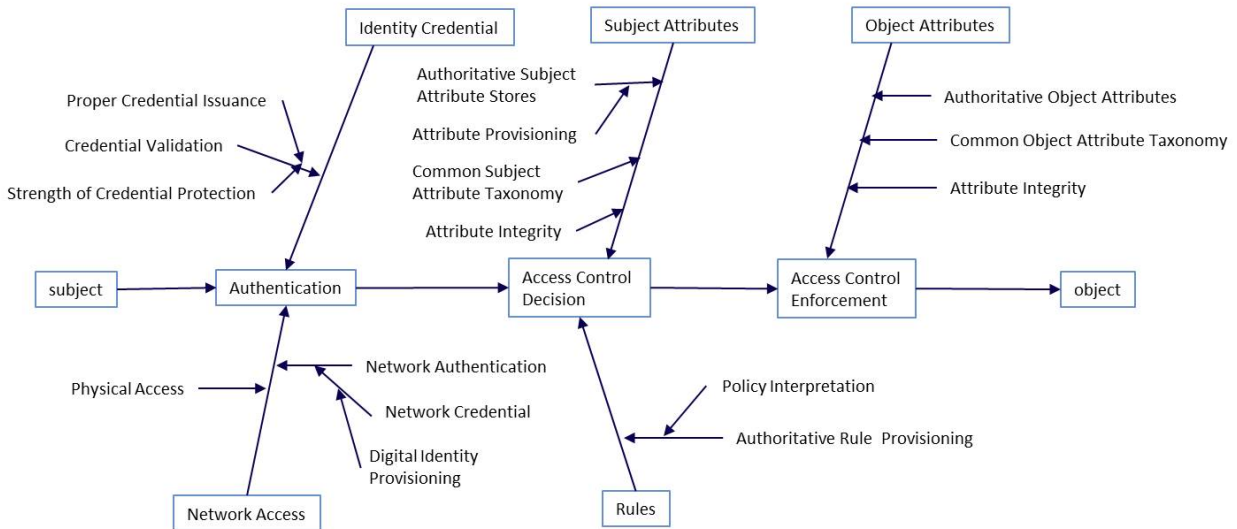 Identity Credential
Subject Attributes
Object Attributes
Proper Credential Issuance
Credential Validation
Strength of Credential Protection
Authoritative Subject
Attribute Stores
Attribute Provisioning
Common Subject
Attribute Taxonomy
Attribute Integrity
Authoritative Object Attributes
Common Object Attribute Taxonomy
Attribute Integrity
subject
Authentication
Access Control
Decision
Access Control
Enforcement
object
Physical Access
Network Authentication
Network Credential
Digital Identity
Provisioning
Policy Interpretation
Authoritative Rule Provisioning
Network Access
Rules